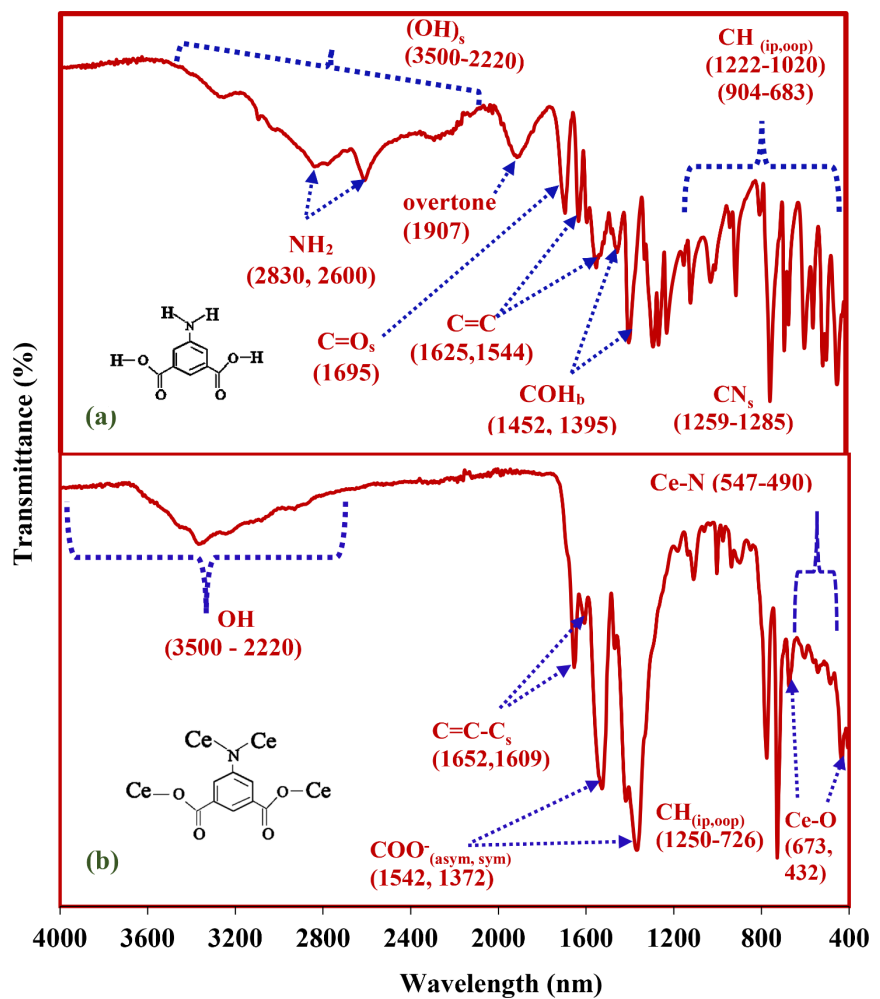 (OH)s
(3500-2220)
CH (ip,oop)
(1222-1020)
(904-683)
overtone
(1907)
NH2
(2830, 2600)
C=Os
(1695)
C=C
(1625,1544)
COHb
(1452, 1395)
CNs
(1259-1285)
H H
N
H O O H
O O
(a)
Transmittance (%)
Ce-N (547-490)
OH
(3500 - 2220)
C=C-Cs
(1652,1609)
COO-(asym, sym)
(1542, 1372)
CH(ip,oop)
(1250-726)
Ce-O
(673,
432)
Ce Ce
N
Ce O O Ce
O O
(b)
4000 3600 3200 2800 2400 2000 1600 1200 800 400
Wavelength (nm)